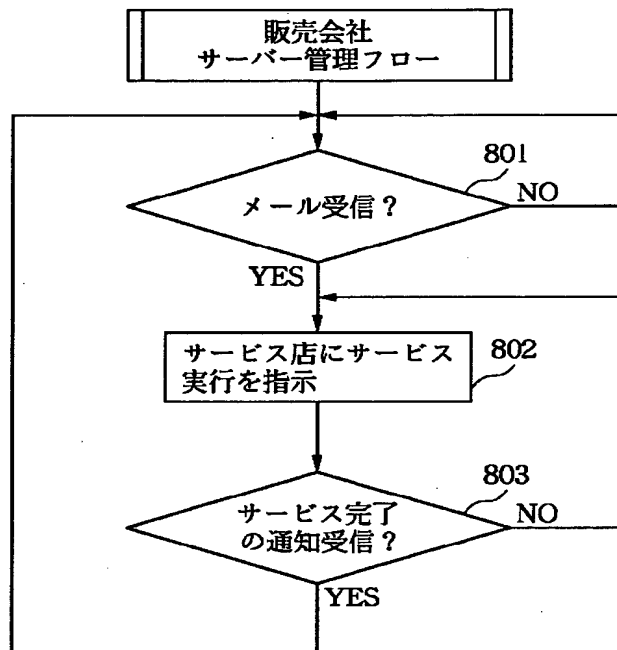 販売会社
サーバー管理フロー
801
メール受信?
NO
YES
サービス店にサービス
実行を指示
802
803
サービス完了
の通知受信?
NO
YES